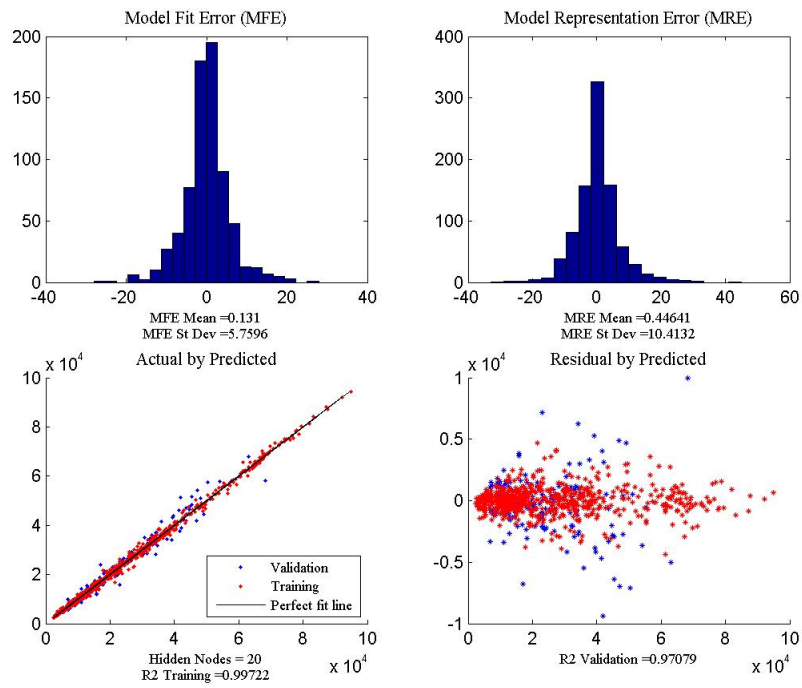 Model Fit Error (MFE)
200
150
100
50
0
-40
-20
0
20
40
MFE Mean =0.131
MFE St Dev =5.7596
Model Representation Error (MRE)
400
300
200
100
0
-40
-20
0
20
40
60
MRE Mean =0.44641
MRE St Dev =10.4132
x 10^4
Actual by Predicted
10
8
6
4
2
0
0
2
4
6
8
10
x 10^4
Validation
Training
Perfect fit line
Hidden Nodes = 20
R2 Training =0.99722
x 10^4
Residual by Predicted
1
0.5
0
-0.5
-1
0
2
4
6
8
10
x 10^4
R2 Validation =0.97079